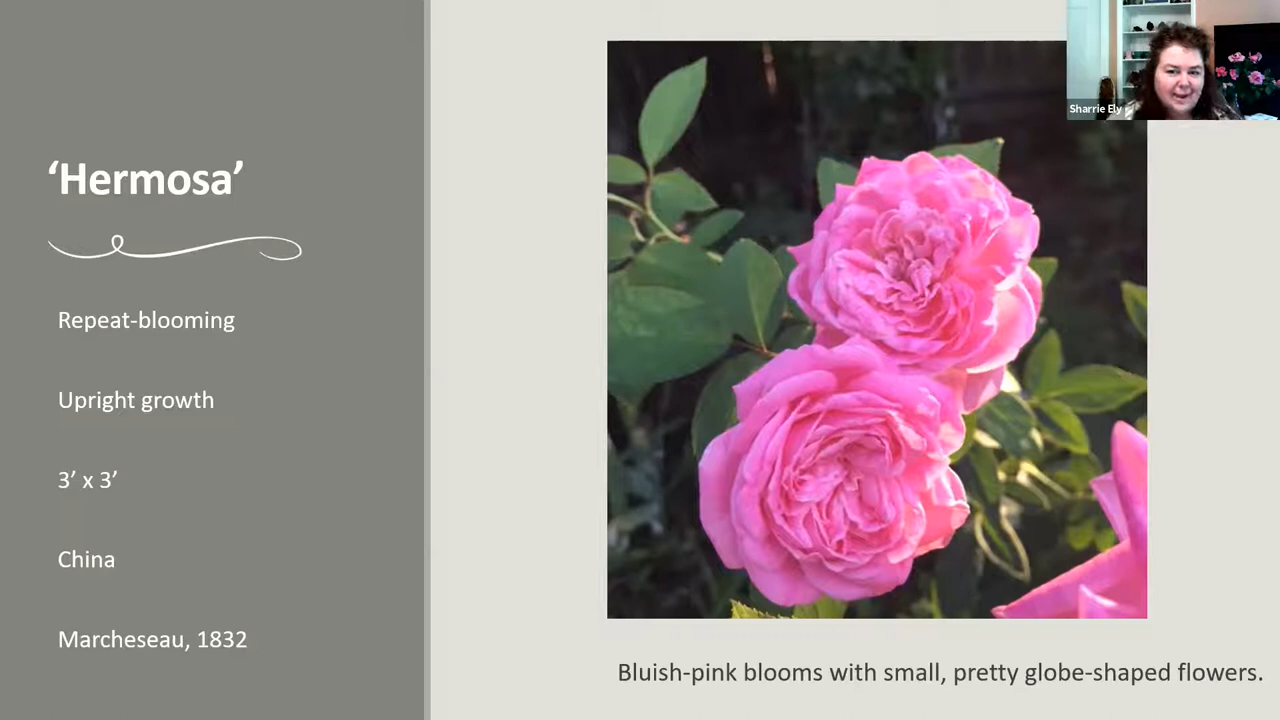 ‘Hermosa’
Repeat-blooming
Upright growth
3’ x 3’
China
Marcheseau, 1832
Sharrie Ely
Bluish-pink blooms with small, pretty globe-shaped flowers.